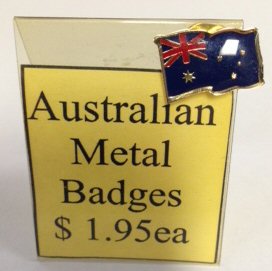 Australian
Metal
Badges
$ 1.95ea